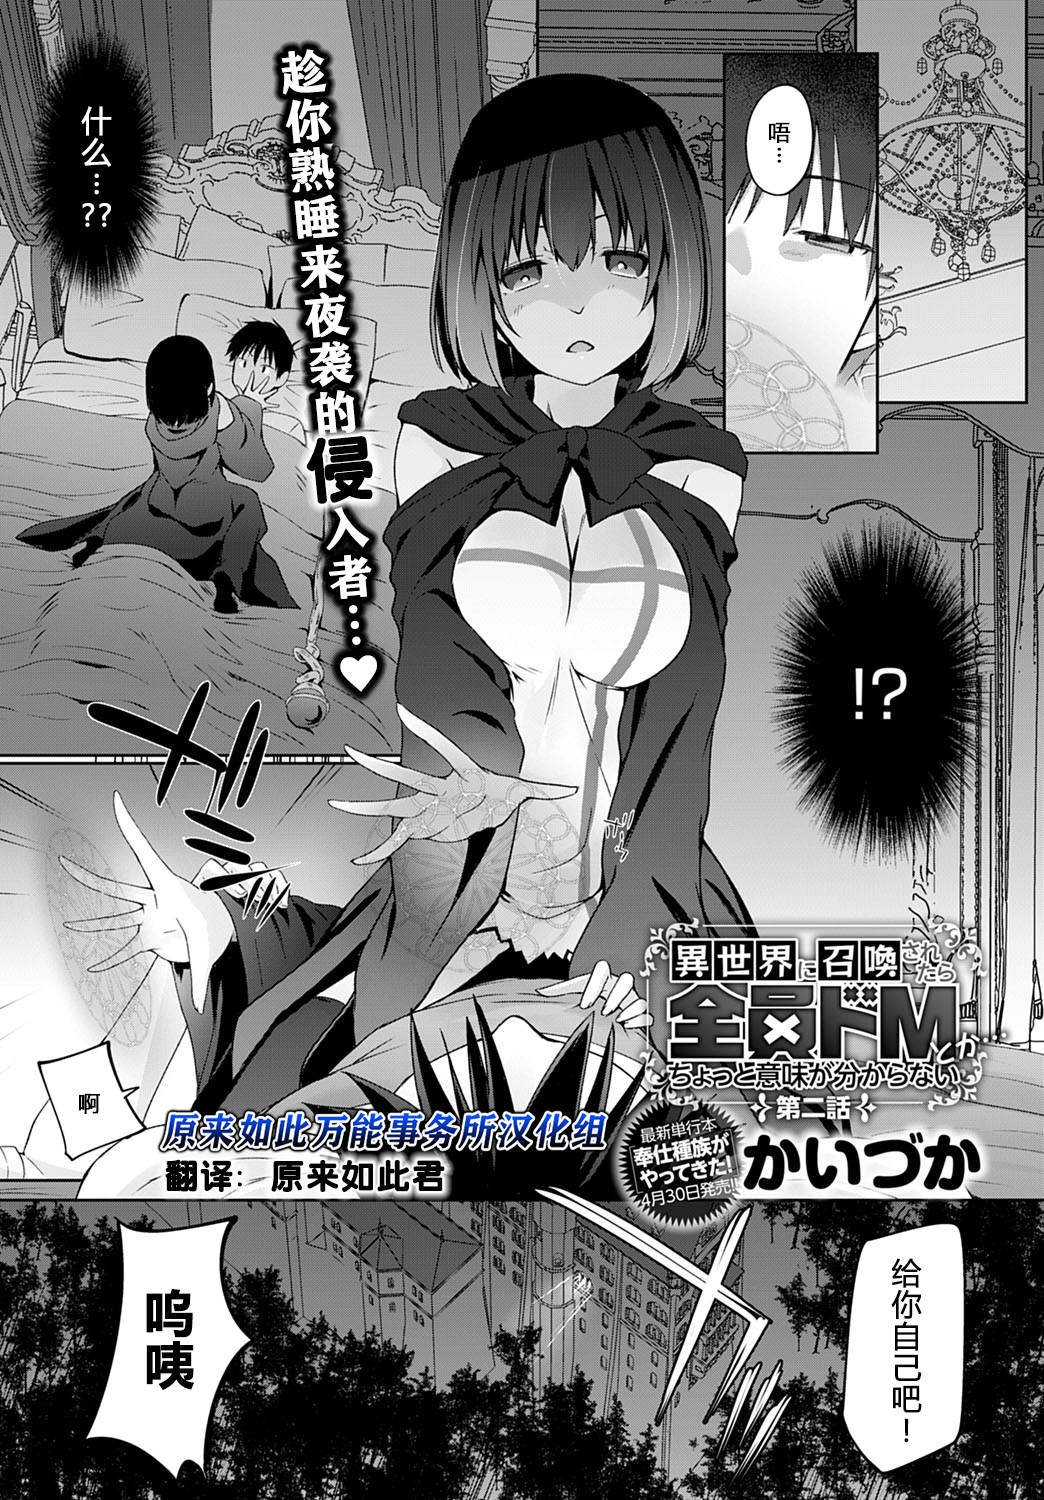 唔…
趁你熟睡来夜袭的侵入者…♥
什么…??
!?
ギギ
異世界に召喚されたら
全員ドMとか…
ちょっと意味が分からない
第二話
かいづか
最新単行本
奉仕種族が
やってきた!
4月30日発売!!
啊
原来如此万能事务所汉化组
翻译：原来如此君
给你自己吧！
呜咦